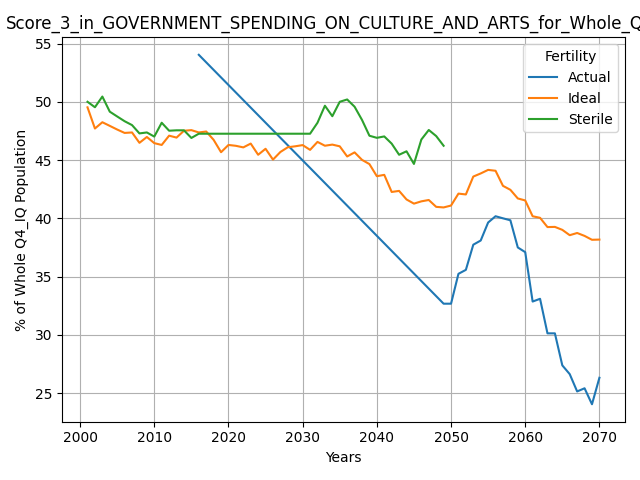 Score_3_in_GOVERNMENT_SPENDING_ON_CULTURE_AND_ARTS_for_Whole_Q
Fertility
Actual
Ideal
Sterile
% of Whole Q4_IQ Population
55
50
45
40
35
30
25
2000 2010 2020 2030 2040 2050 2060 2070
Years